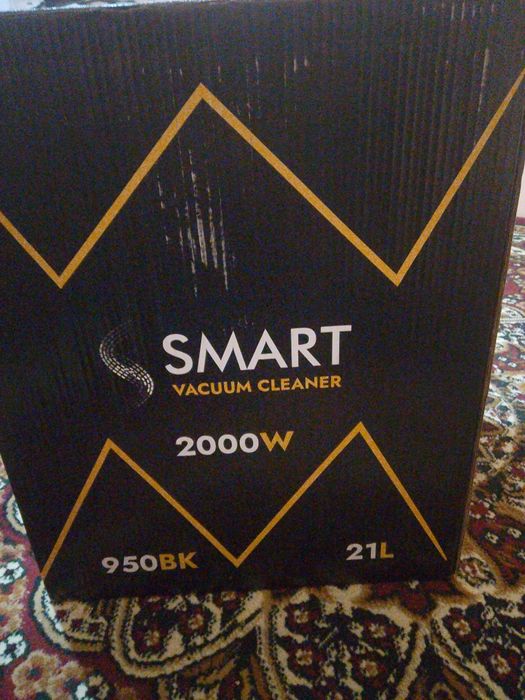 SMART
VACUUM CLEANER
2000W
950BK
21L